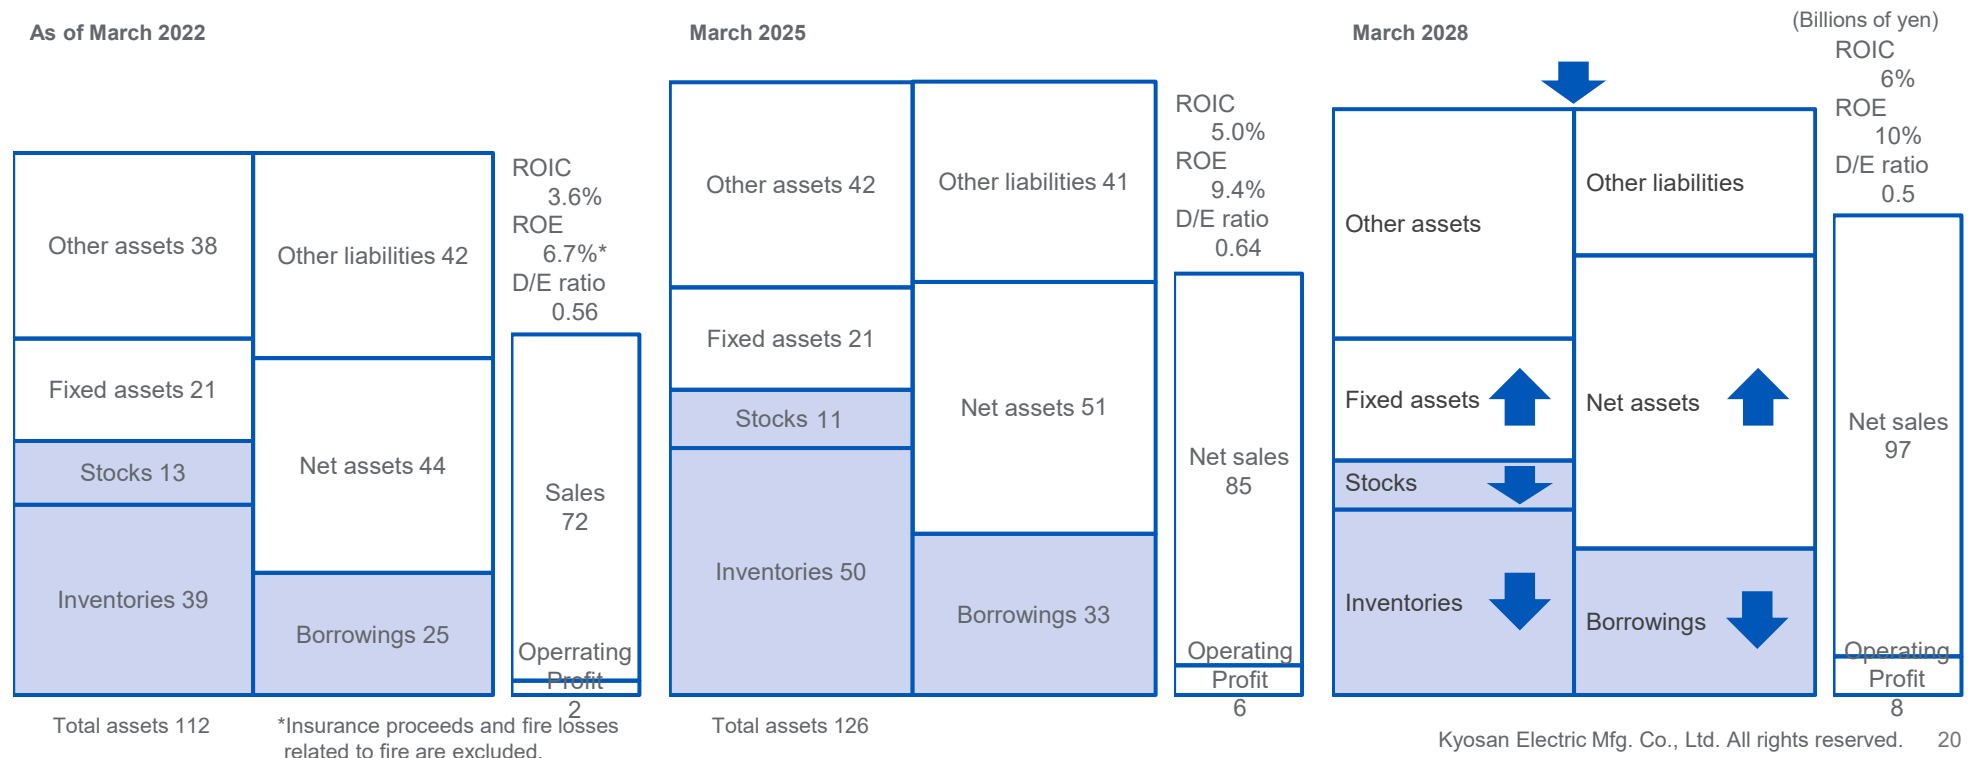 As of March 2022
Other assets 38
Fixed assets 21
Stocks 13
Inventories 39
Other liabilities 42
Net assets 44
Borrowings 25
ROIC
3.6%
ROE
6.7%*
D/E ratio
0.56
Sales
72
Operrating
Profit
2
Total assets 112
*Insurance proceeds and fire losses
related to fire are excluded.
March 2025
Other assets 42
Fixed assets 21
Stocks 11
Inventories 50
Other liabilities 41
Net assets 51
Borrowings 33
ROIC
5.0%
ROE
9.4%
D/E ratio
0.64
Net sales
85
Operating
Profit
6
Total assets 126
March 2028
(Billions of yen)
Other assets
Fixed assets
Stocks
Inventories
Other liabilities
Net assets
Borrowings
ROIC
6%
ROE
10%
D/E ratio
0.5
Net sales
97
Operating
Profit
8
Kyosan Electric Mfg. Co., Ltd. All rights reserved. 20